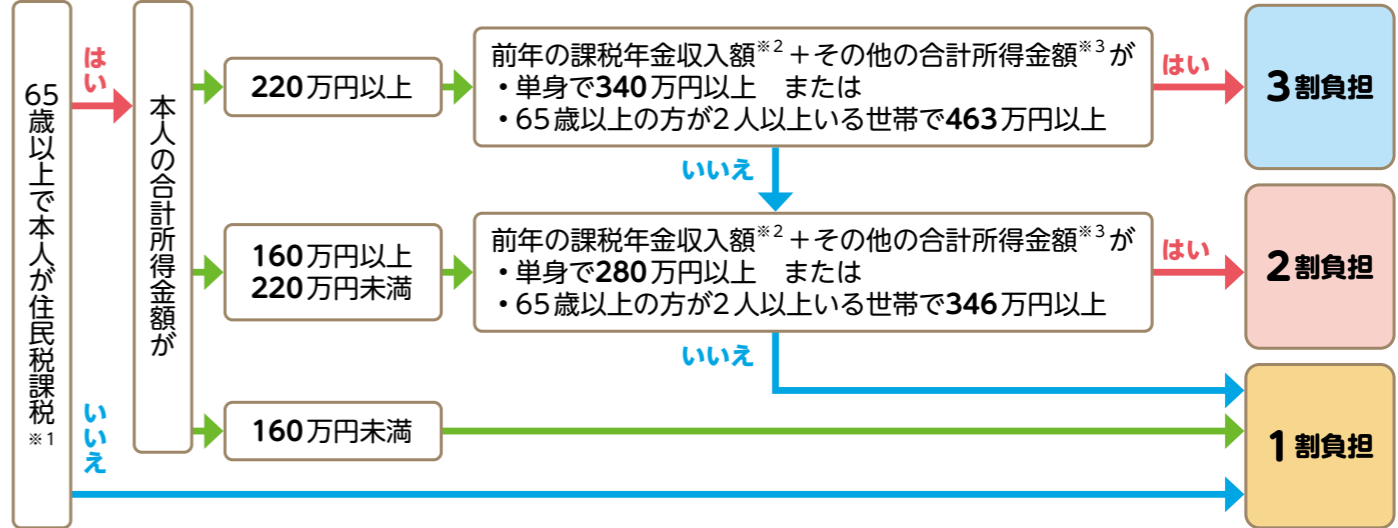 65歳以上で本人が住民税課税※1
はい
いいえ
本人の合計所得金額が
220万円以上
前年の課税年金収入額※2＋その他の合計所得金額※3が
・単身で340万円以上　または
・65歳以上の方が2人以上いる世帯で463万円以上
はい
3割負担
いいえ
160万円以上
220万円未満
前年の課税年金収入額※2＋その他の合計所得金額※3が
・単身で280万円以上　または
・65歳以上の方が2人以上いる世帯で346万円以上
はい
2割負担
いいえ
160万円未満
1割負担